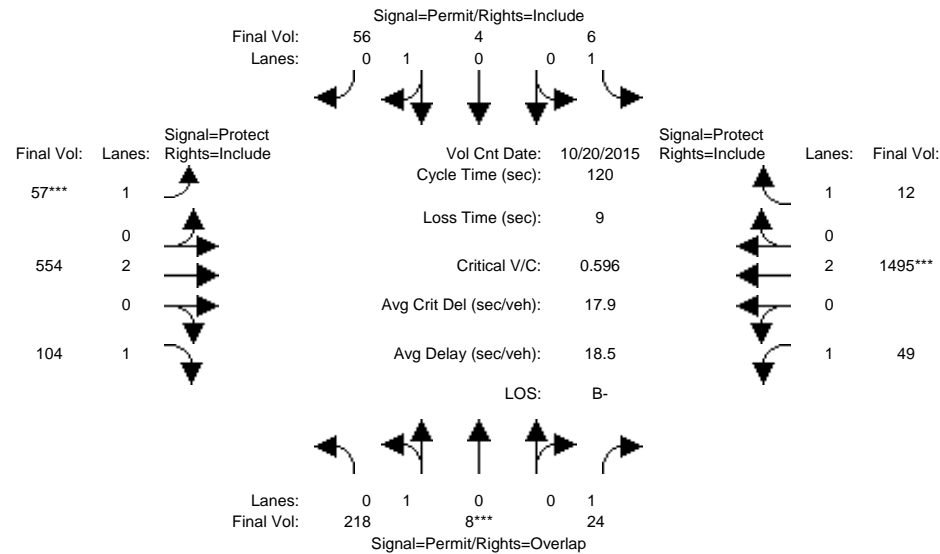 Signal=Permit/Rights=Include
Final Vol: 56 4 6
Lanes: 0 1 0 0 1
Signal=Protect Signal=Protect
Final Vol: Lanes: Rights=Include Vol Cnt Date: 10/20/2015 Rights=Include Lanes: Final Vol:
Cycle Time (sec): 120
57*** 1 1 12
Loss Time (sec): 9
0 0
554 2 Critical V/C: 0.596 2 1495***
0 Avg Crit Del (sec/veh): 17.9 0
104 1 Avg Delay (sec/veh): 18.5 1 49
LOS: B-
Lanes: 0 1 0 0 1
Final Vol: 218 8*** 24
Signal=Permit/Rights=Overlap